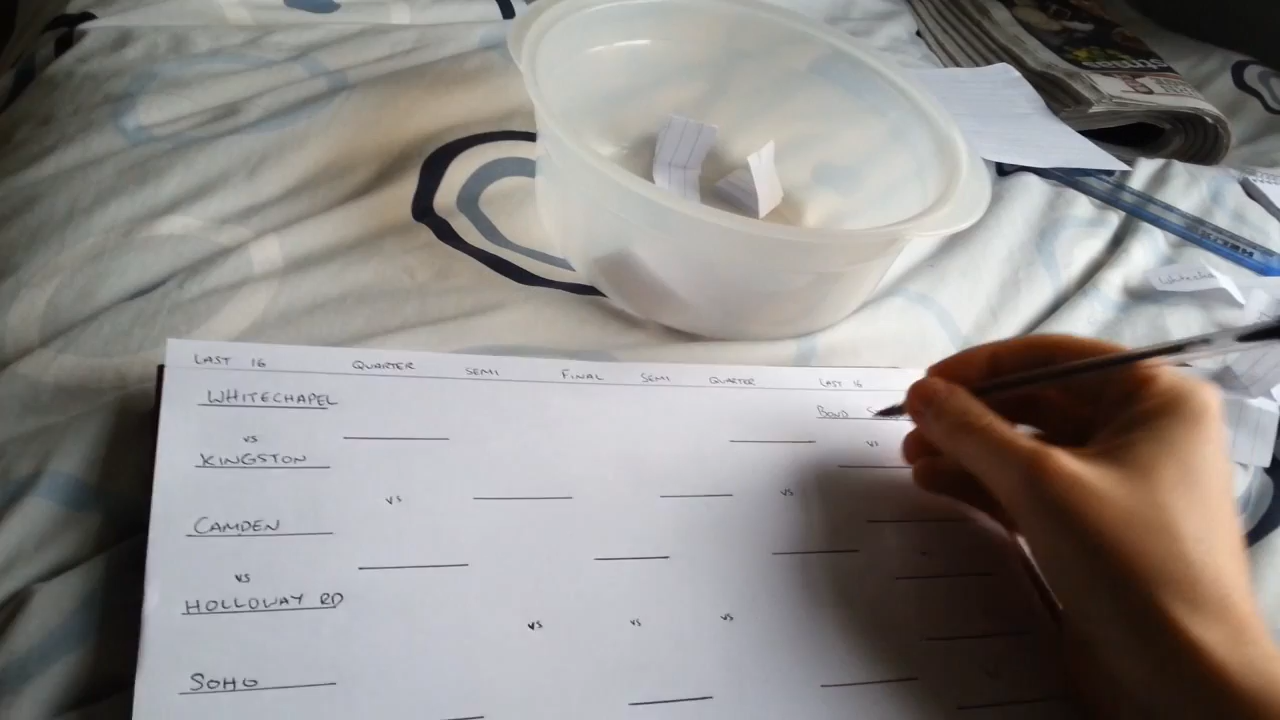 LAST 16 QUARTER SEMI FINAL SEMI QUARTER LAST 16
WHITECHAPEL
BOND S
vs
vs
KINGSTON
vs
vs
CAMDEN
vs
HOLLOWAY RD
vs
vs
vs
SOHO
HELIX